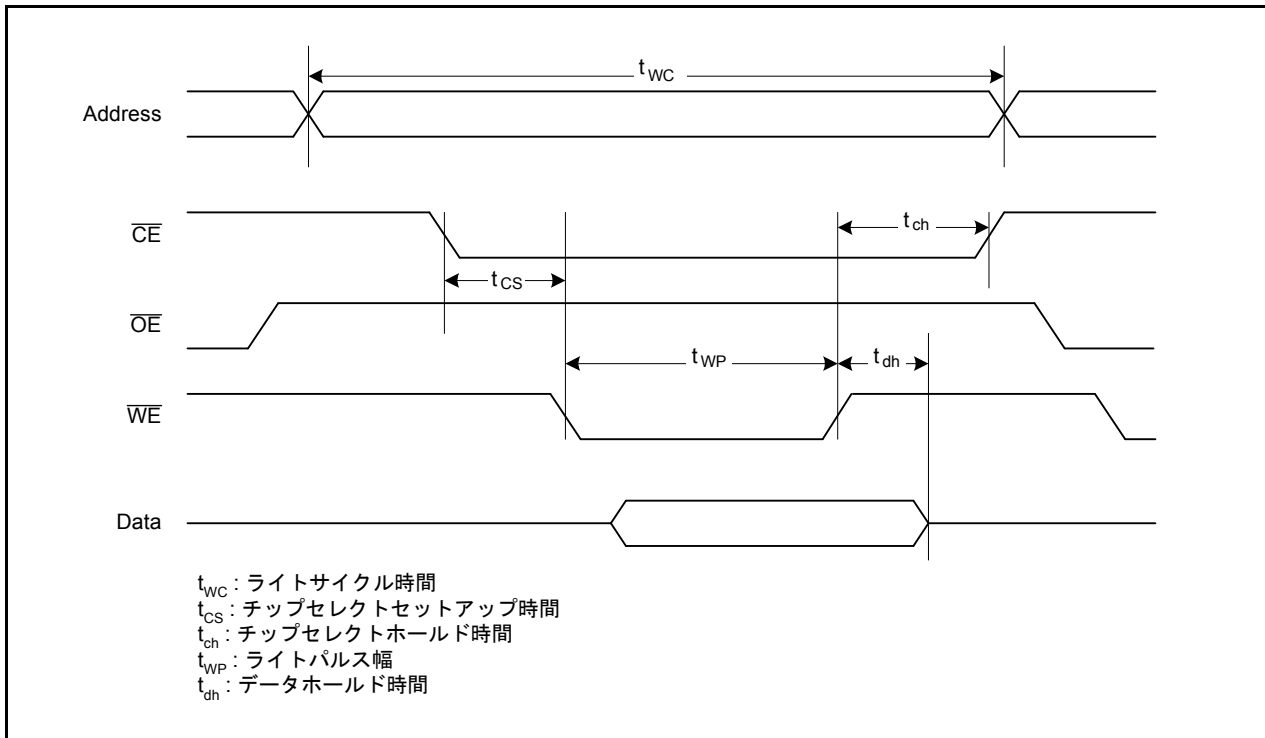 tWC
Address
CE
tch
tCS
OE
tWP
tdh
WE
Data
tWC : ライトサイクル時間
tCS : チップセレクトセットアップ時間
tch : チップセレクトホールド時間
tWP : ライトパルス幅
tdh : データホールド時間